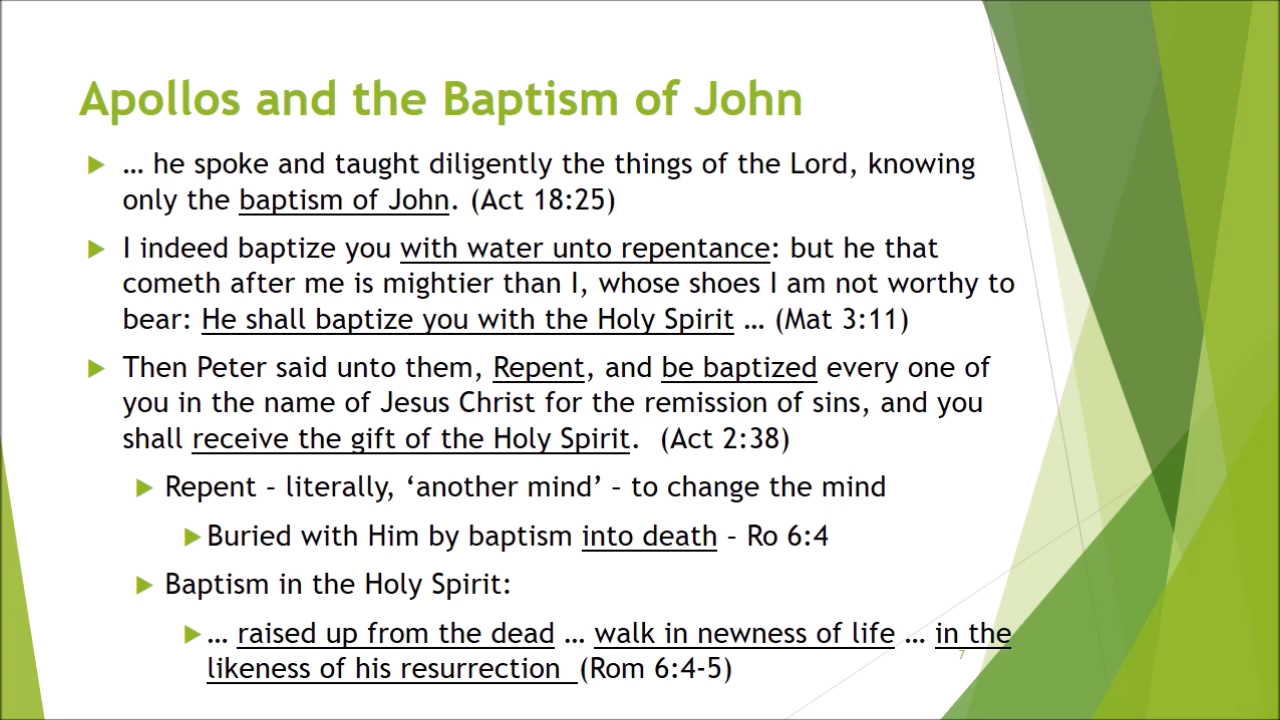 Apollos and the Baptism of John
… he spoke and taught diligently the things of the Lord, knowing
only the baptism of John. (Act 18:25)
I indeed baptize you with water unto repentance: but he that
cometh after me is mightier than I, whose shoes I am not worthy to
bear: He shall baptize you with the Holy Spirit … (Mat 3:11)
Then Peter said unto them, Repent, and be baptized every one of
you in the name of Jesus Christ for the remission of sins, and you
shall receive the gift of the Holy Spirit.  (Act 2:38)
Repent – literally, ‘another mind’ – to change the mind
Buried with Him by baptism into death – Ro 6:4
Baptism in the Holy Spirit:
… raised up from the dead … walk in newness of life … in the
likeness of his resurrection  (Rom 6:4-5)
7